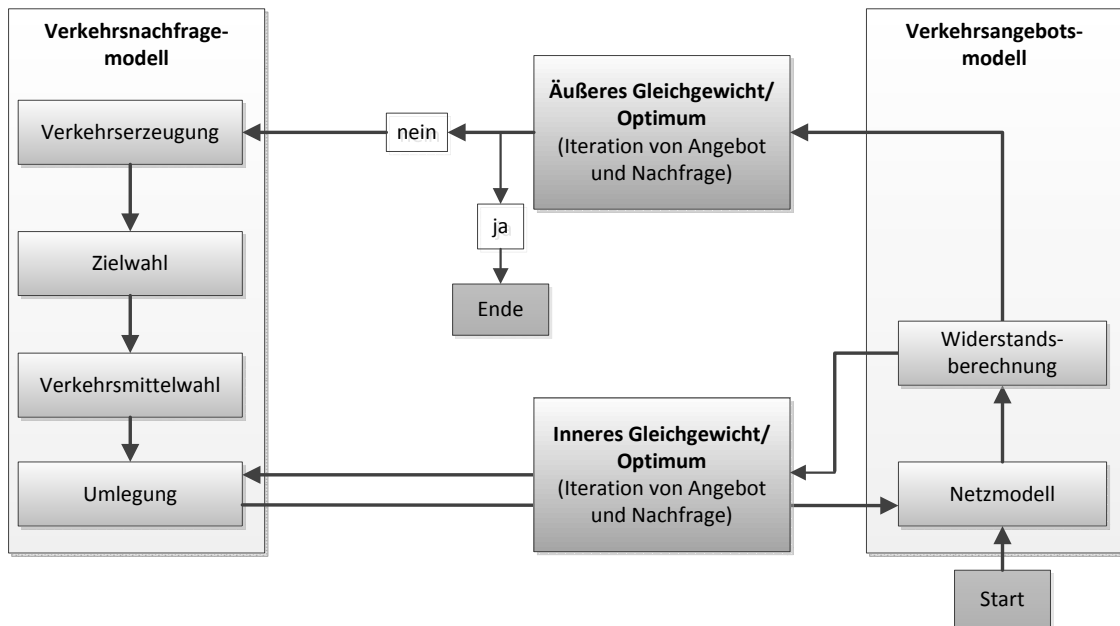 Verkehrsnachfrage-
modell
Verkehrserzeugung
Zielwahl
Verkehrsmittelwahl
Umlegung
nein
ja
Ende
Äußeres Gleichgewicht/
Optimum
(Iteration von Angebot
und Nachfrage)
Inneres Gleichgewicht/
Optimum
(Iteration von Angebot
und Nachfrage)
Verkehrsangebots-
modell
Widerstands-
berechnung
Netzmodell
Start